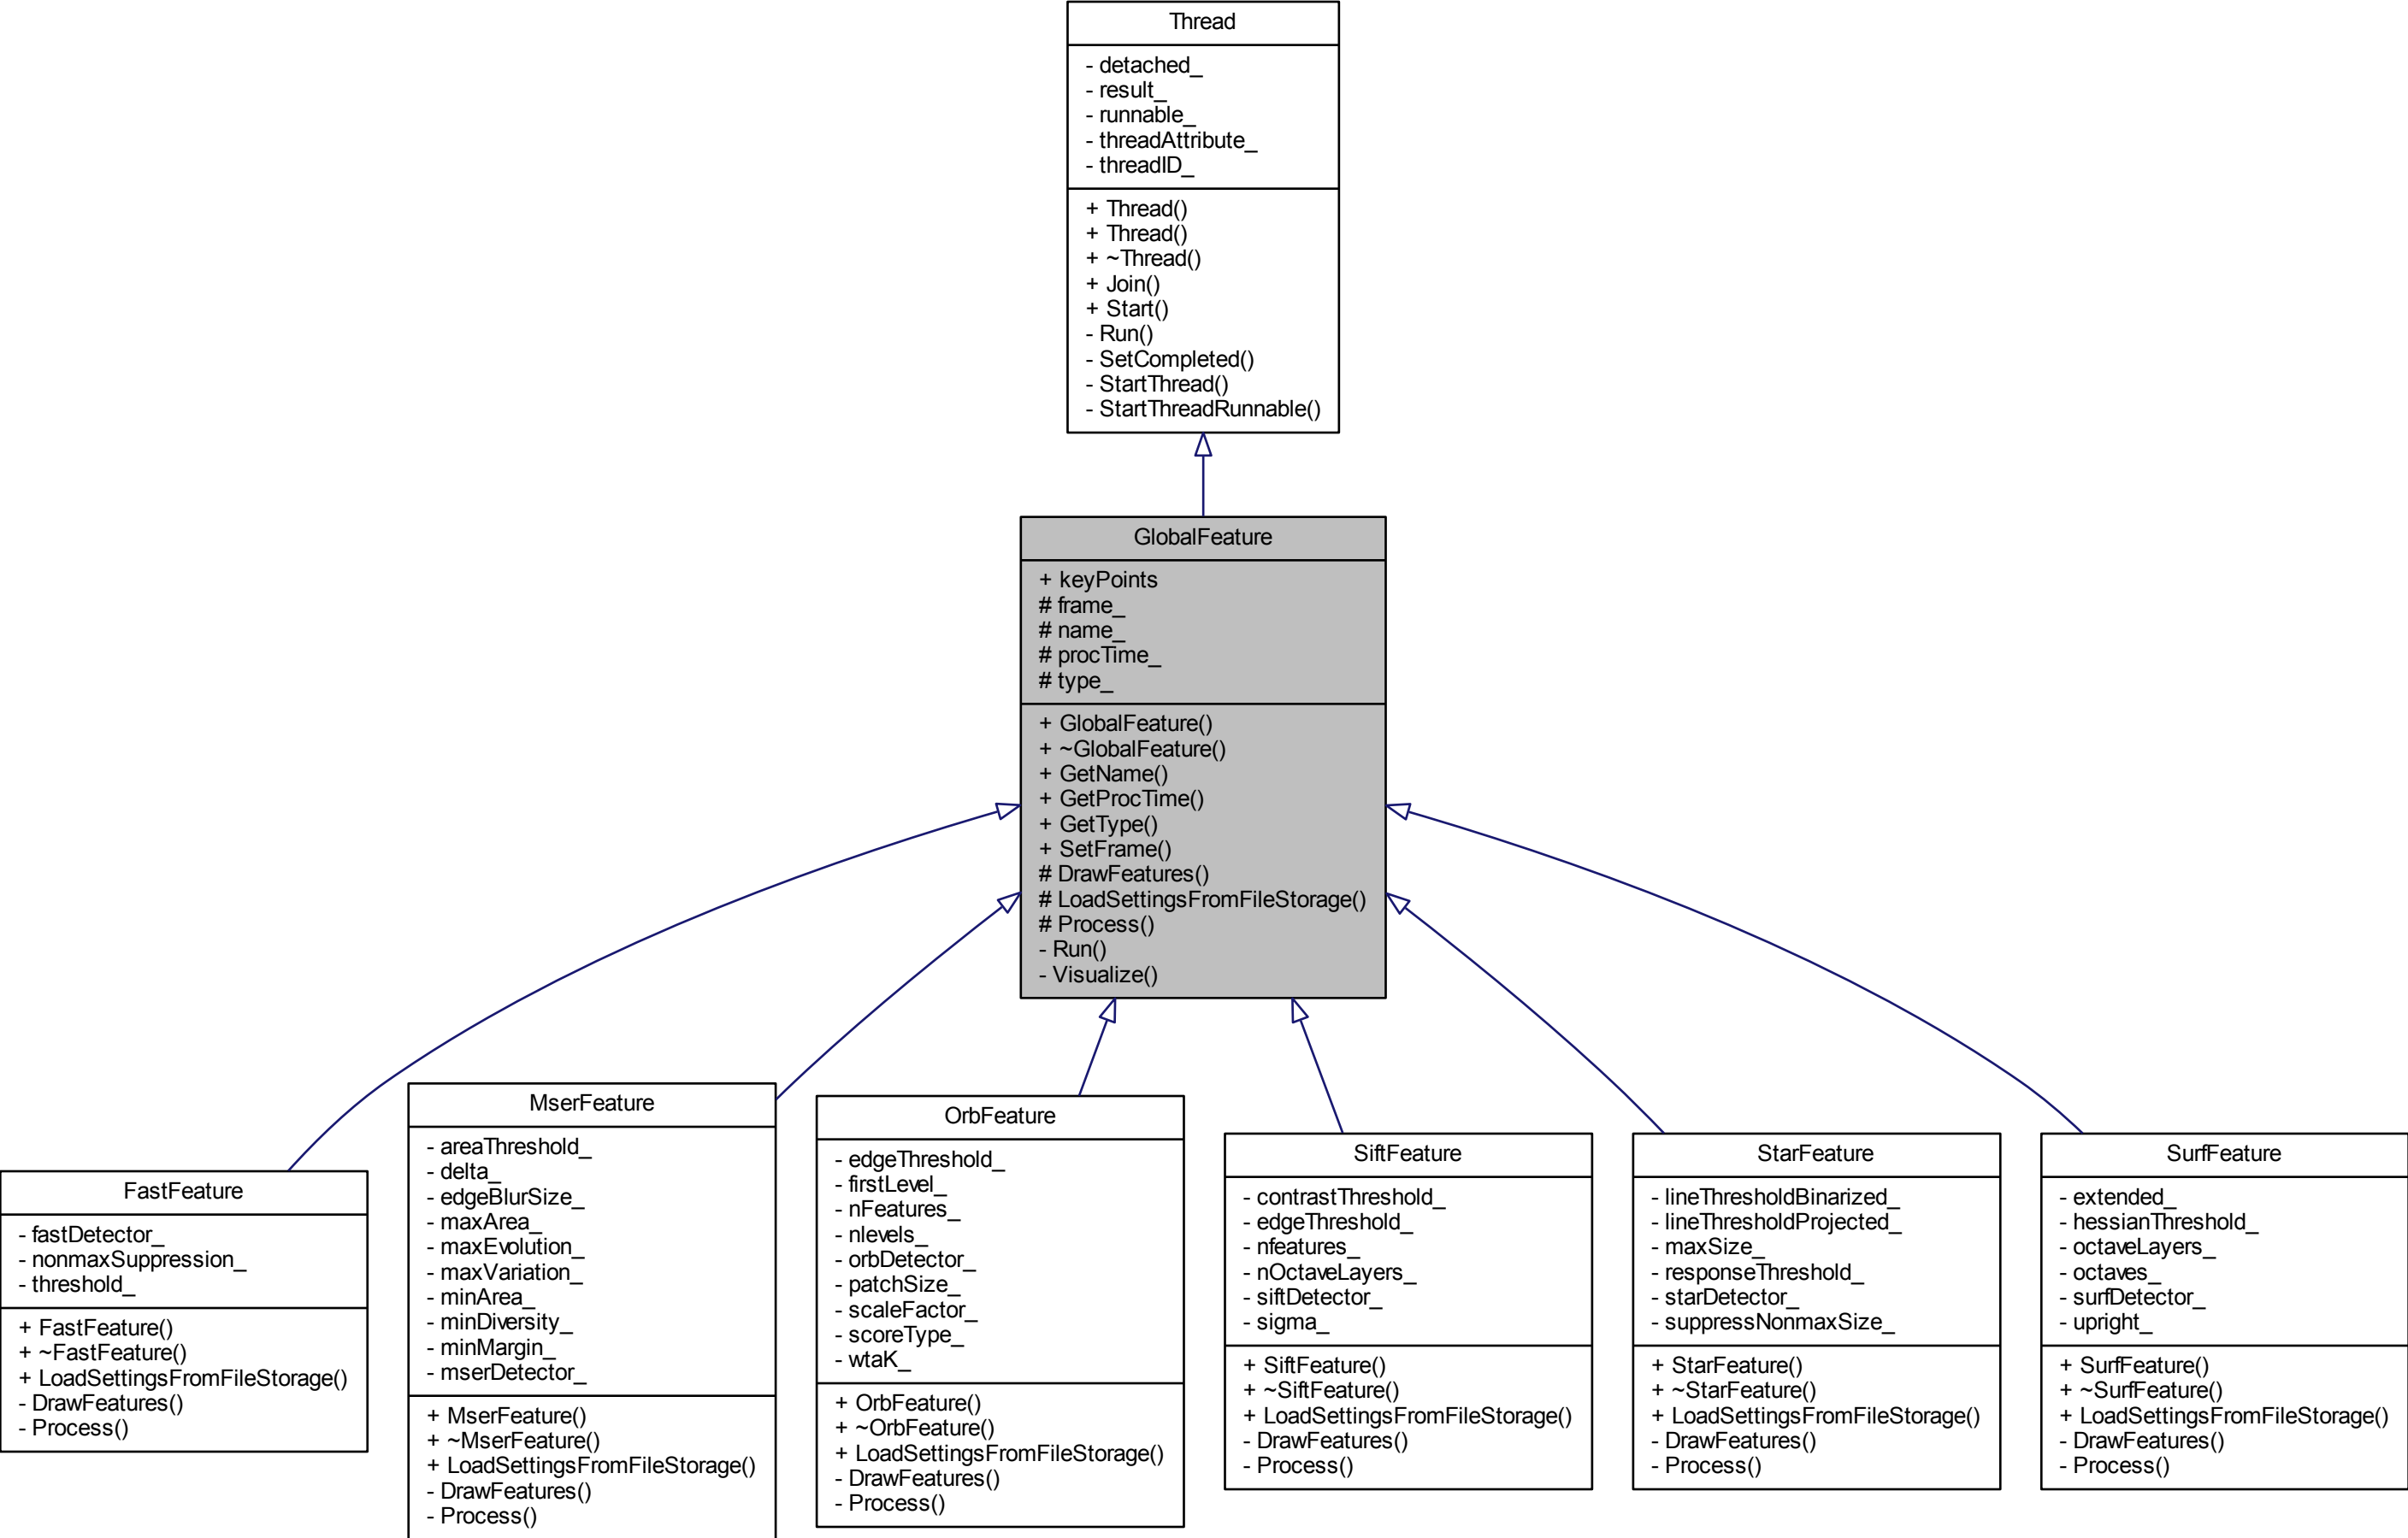 Thread
- detached_
- result_
- runnable_
- threadAttribute_
- threadID_
+ Thread()
+ Thread()
+ ~Thread()
+ Join()
+ Start()
- Run()
- SetCompleted()
- StartThread()
- StartThreadRunnable()
GlobalFeature
+ keyPoints
# frame_
# name_
# procTime_
# type_
+ GlobalFeature()
+ ~GlobalFeature()
+ GetName()
+ GetProcTime()
+ GetType()
+ SetFrame()
# DrawFeatures()
# LoadSettingsFromFileStorage()
# Process()
- Run()
- Visualize()
FastFeature
- fastDetector_
- nonmaxSuppression_
- threshold_
+ FastFeature()
+ ~FastFeature()
+ LoadSettingsFromFileStorage()
- DrawFeatures()
- Process()
MserFeature
- areaThreshold_
- delta_
- edgeBlurSize_
- maxArea_
- maxEvolution_
- maxVariation_
- minArea_
- minDiversity_
- minMargin_
- mserDetector_
+ MserFeature()
+ ~MserFeature()
+ LoadSettingsFromFileStorage()
- DrawFeatures()
- Process()
OrbFeature
- edgeThreshold_
- firstLevel_
- nFeatures_
- nlevels_
- orbDetector_
- patchSize_
- scaleFactor_
- scoreType_
- wtaK_
+ OrbFeature()
+ ~OrbFeature()
+ LoadSettingsFromFileStorage()
- DrawFeatures()
- Process()
SiftFeature
- contrastThreshold_
- edgeThreshold_
- nfeatures_
- nOctaveLayers_
- siftDetector_
- sigma_
+ SiftFeature()
+ ~SiftFeature()
+ LoadSettingsFromFileStorage()
- DrawFeatures()
- Process()
StarFeature
- lineThresholdBinarized_
- lineThresholdProjected_
- maxSize_
- responseThreshold_
- starDetector_
- suppressNonmaxSize_
+ StarFeature()
+ ~StarFeature()
+ LoadSettingsFromFileStorage()
- DrawFeatures()
- Process()
SurfFeature
- extended_
- hessianThreshold_
- octaveLayers_
- octaves_
- surfDetector_
- upright_
+ SurfFeature()
+ ~SurfFeature()
+ LoadSettingsFromFileStorage()
- DrawFeatures()
- Process()